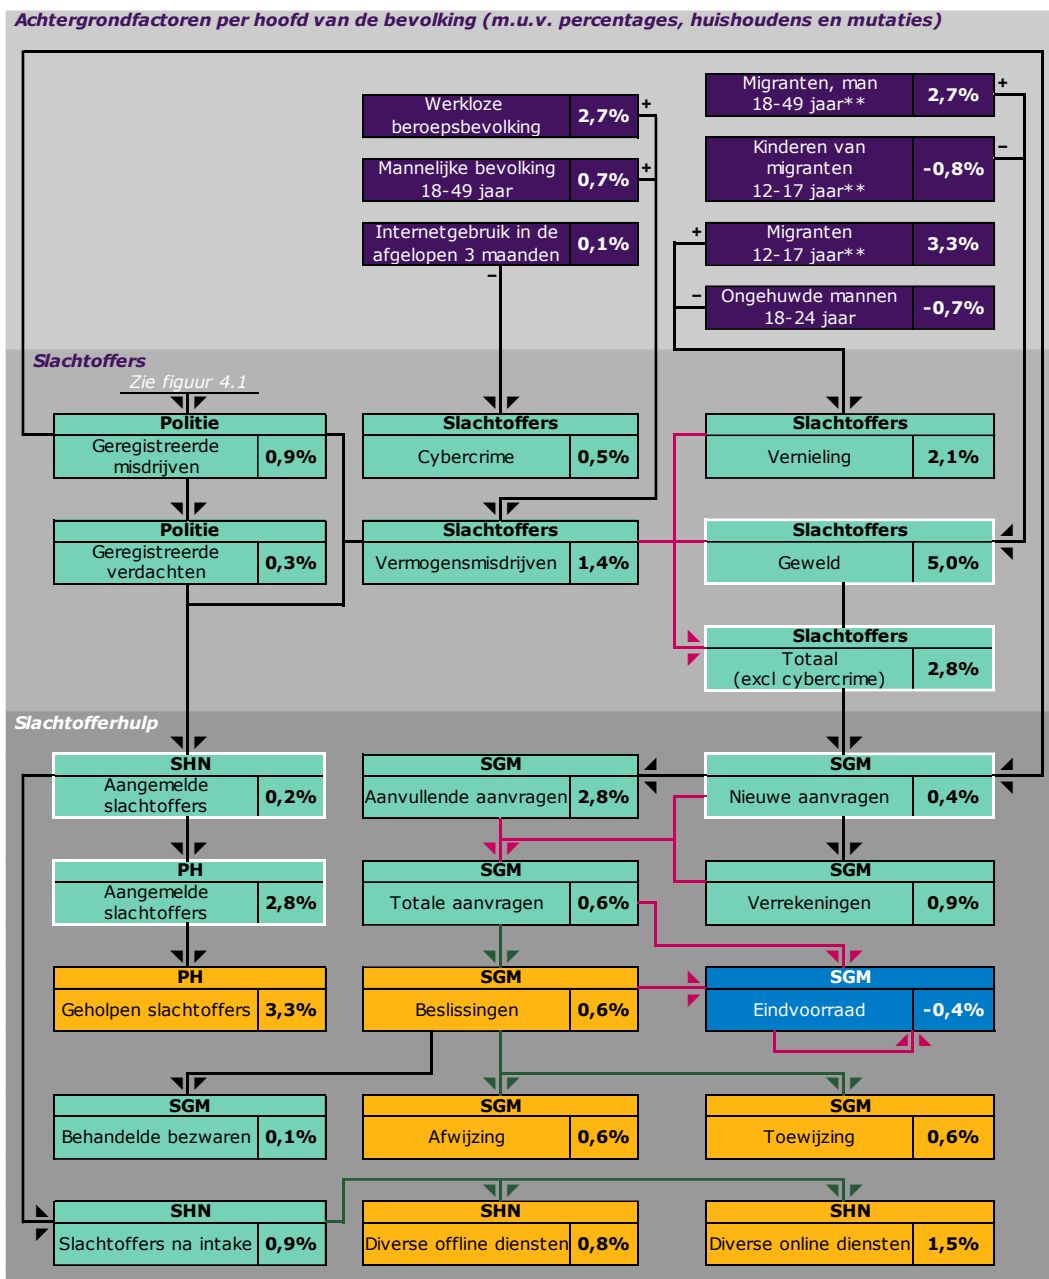 Achtergrondfactoren per hoofd van de bevolking (m.u.v. percentages, huishoudens en mutaties)
Werkloze
beroepsbevolking
2,7%
+
Mannelijke bevolking
18-49 jaar
0,7%
+
Internetgebruik in de
afgelopen 3 maanden
0,1%
–
Migranten, man
18-49 jaar**
2,7%
+
Kinderen van
migranten
12-17 jaar**
-0,8%
–
+
Migranten
12-17 jaar**
3,3%
–
Ongehuwde mannen
18-24 jaar
-0,7%
Slachtoffers
Zie figuur 4.1
Politie
Geregistreerde
misdrijven
0,9%
Slachtoffers
Cybercrime
0,5%
Slachtoffers
Vernieling
2,1%
Politie
Geregistreerde
verdachten
0,3%
Slachtoffers
Vermogensmisdrijven
1,4%
Slachtoffers
Geweld
5,0%
Slachtoffers
Totaal
(excl cybercrime)
2,8%
Slachtofferhulp
SHN
Aangemelde
slachtoffers
0,2%
SGM
Aanvullende aanvragen
2,8%
SGM
Nieuwe aanvragen
0,4%
PH
Aangemelde
slachtoffers
2,8%
SGM
Totale aanvragen
0,6%
SGM
Verrekeningen
0,9%
PH
Geholpen slachtoffers
3,3%
SGM
Beslissingen
0,6%
SGM
Eindvoorraad
-0,4%
SGM
Behandelde bezwaren
0,1%
SGM
Afwijzing
0,6%
SGM
Toewijzing
0,6%
SHN
Slachtoffers na intake
0,9%
SHN
Diverse offline diensten
0,8%
SHN
Diverse online diensten
1,5%